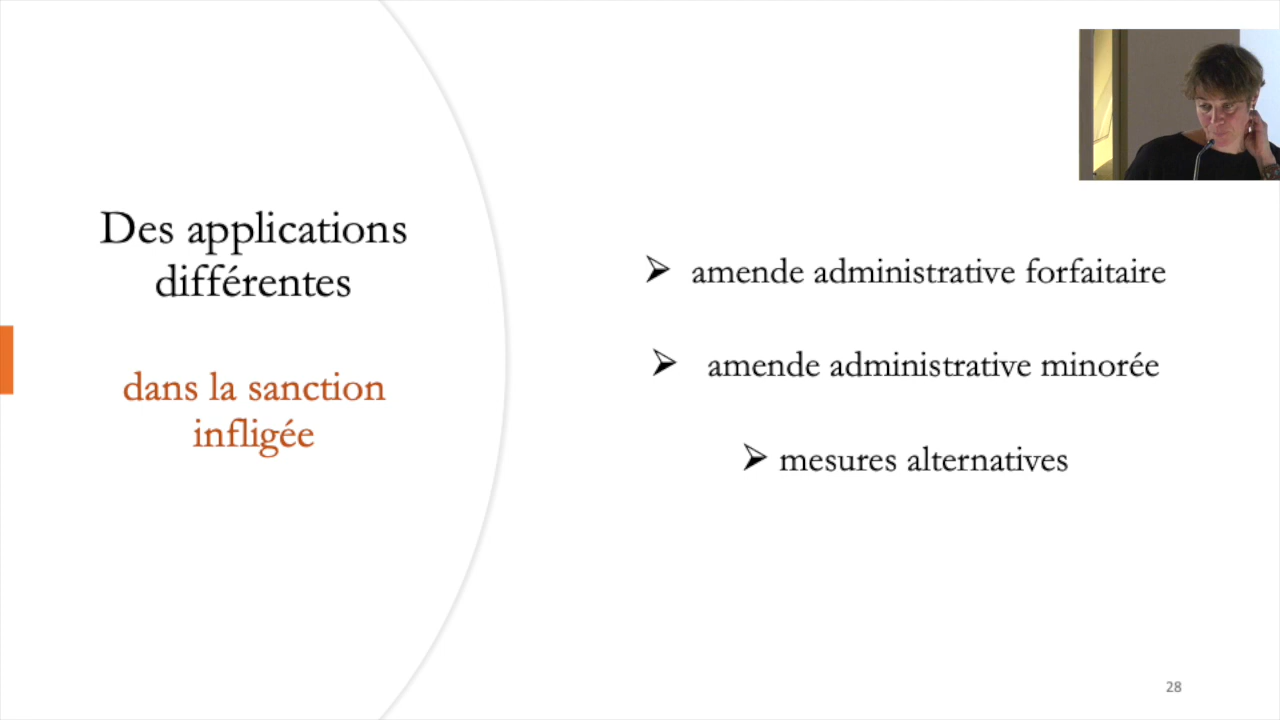 Des applications
différentes
dans la sanction
infligée
➢ amende administrative forfaitaire
➢ amende administrative minorée
➢ mesures alternatives
28